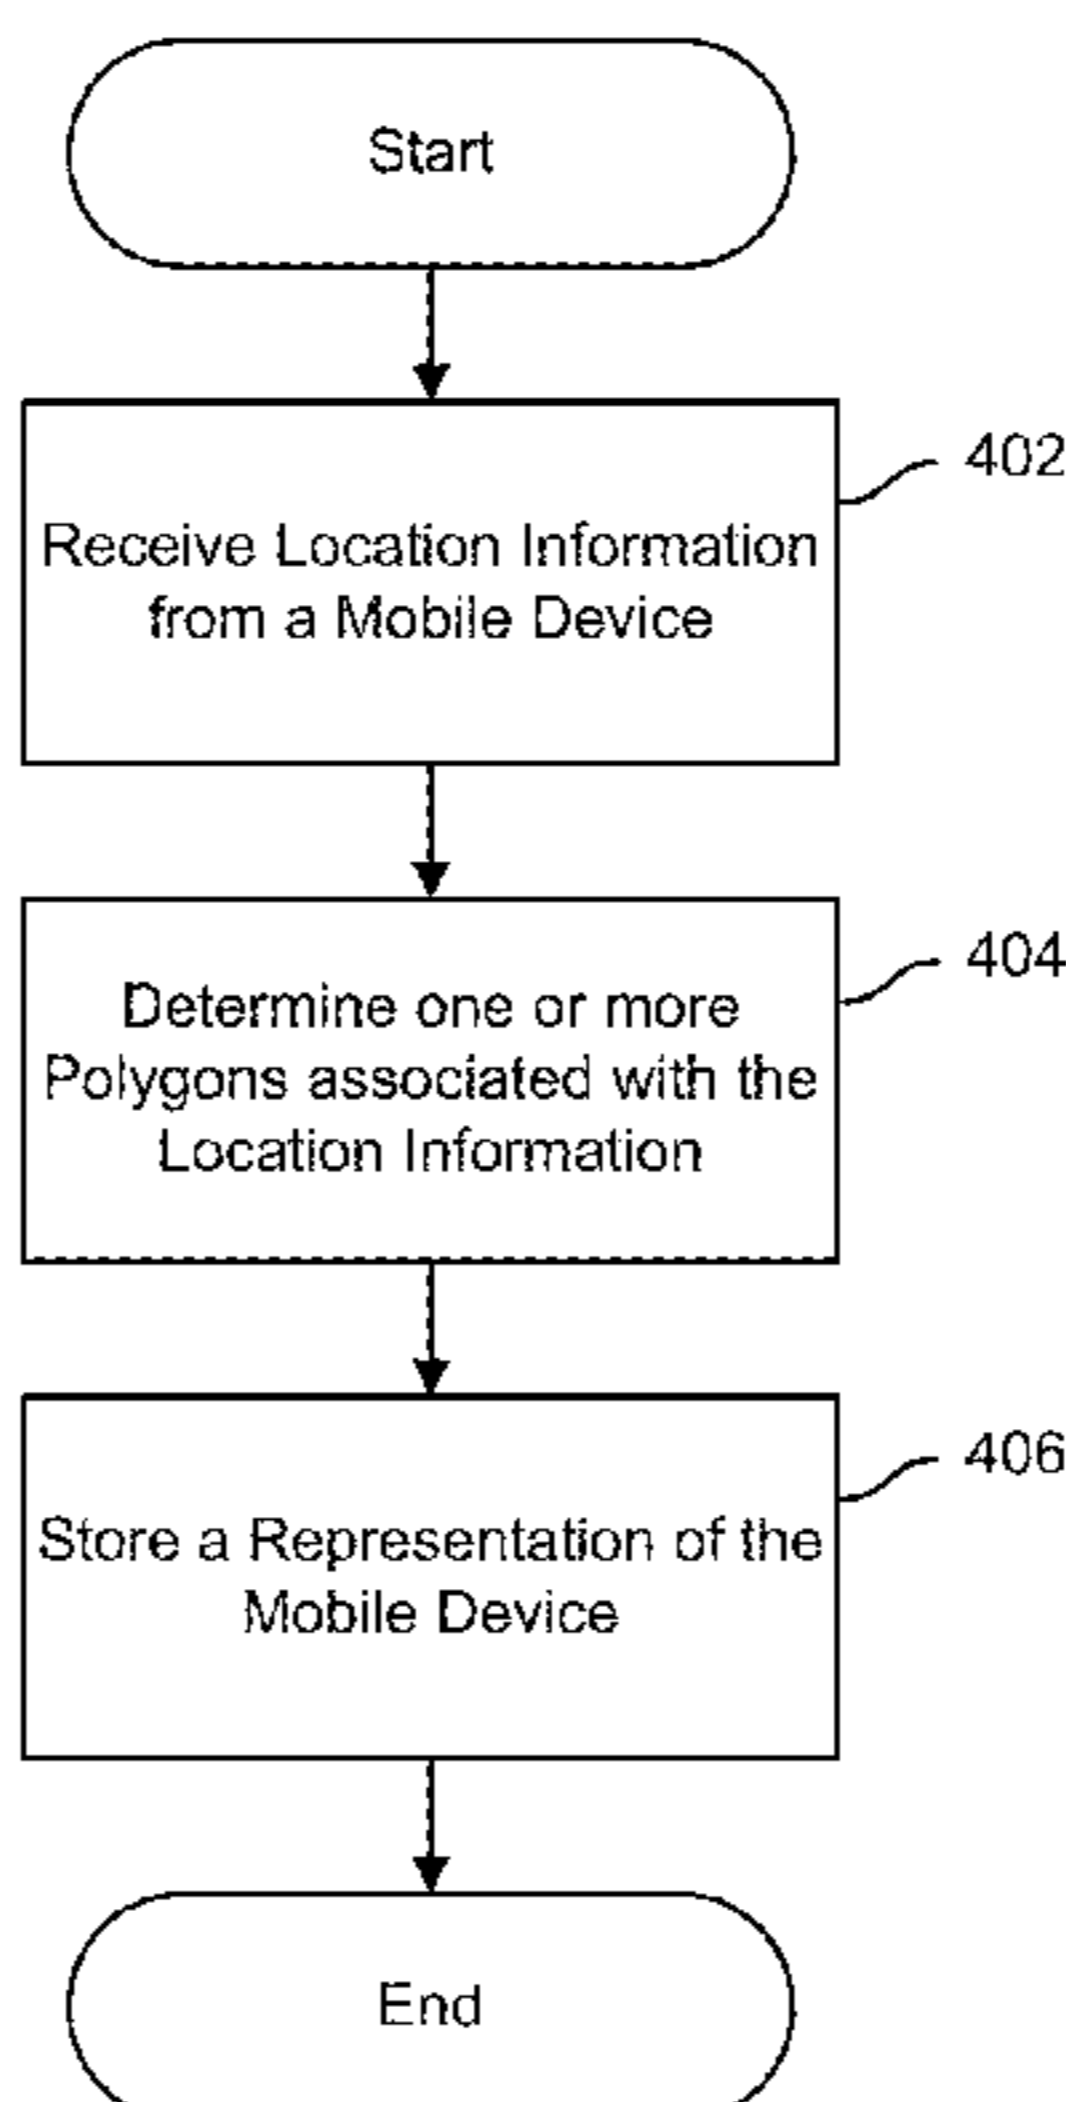 Start
402
Receive Location Information
from a Mobile Device
404
Determine one or more
Polygons associated with the
Location Information
406
Store a Representation of the
Mobile Device
End